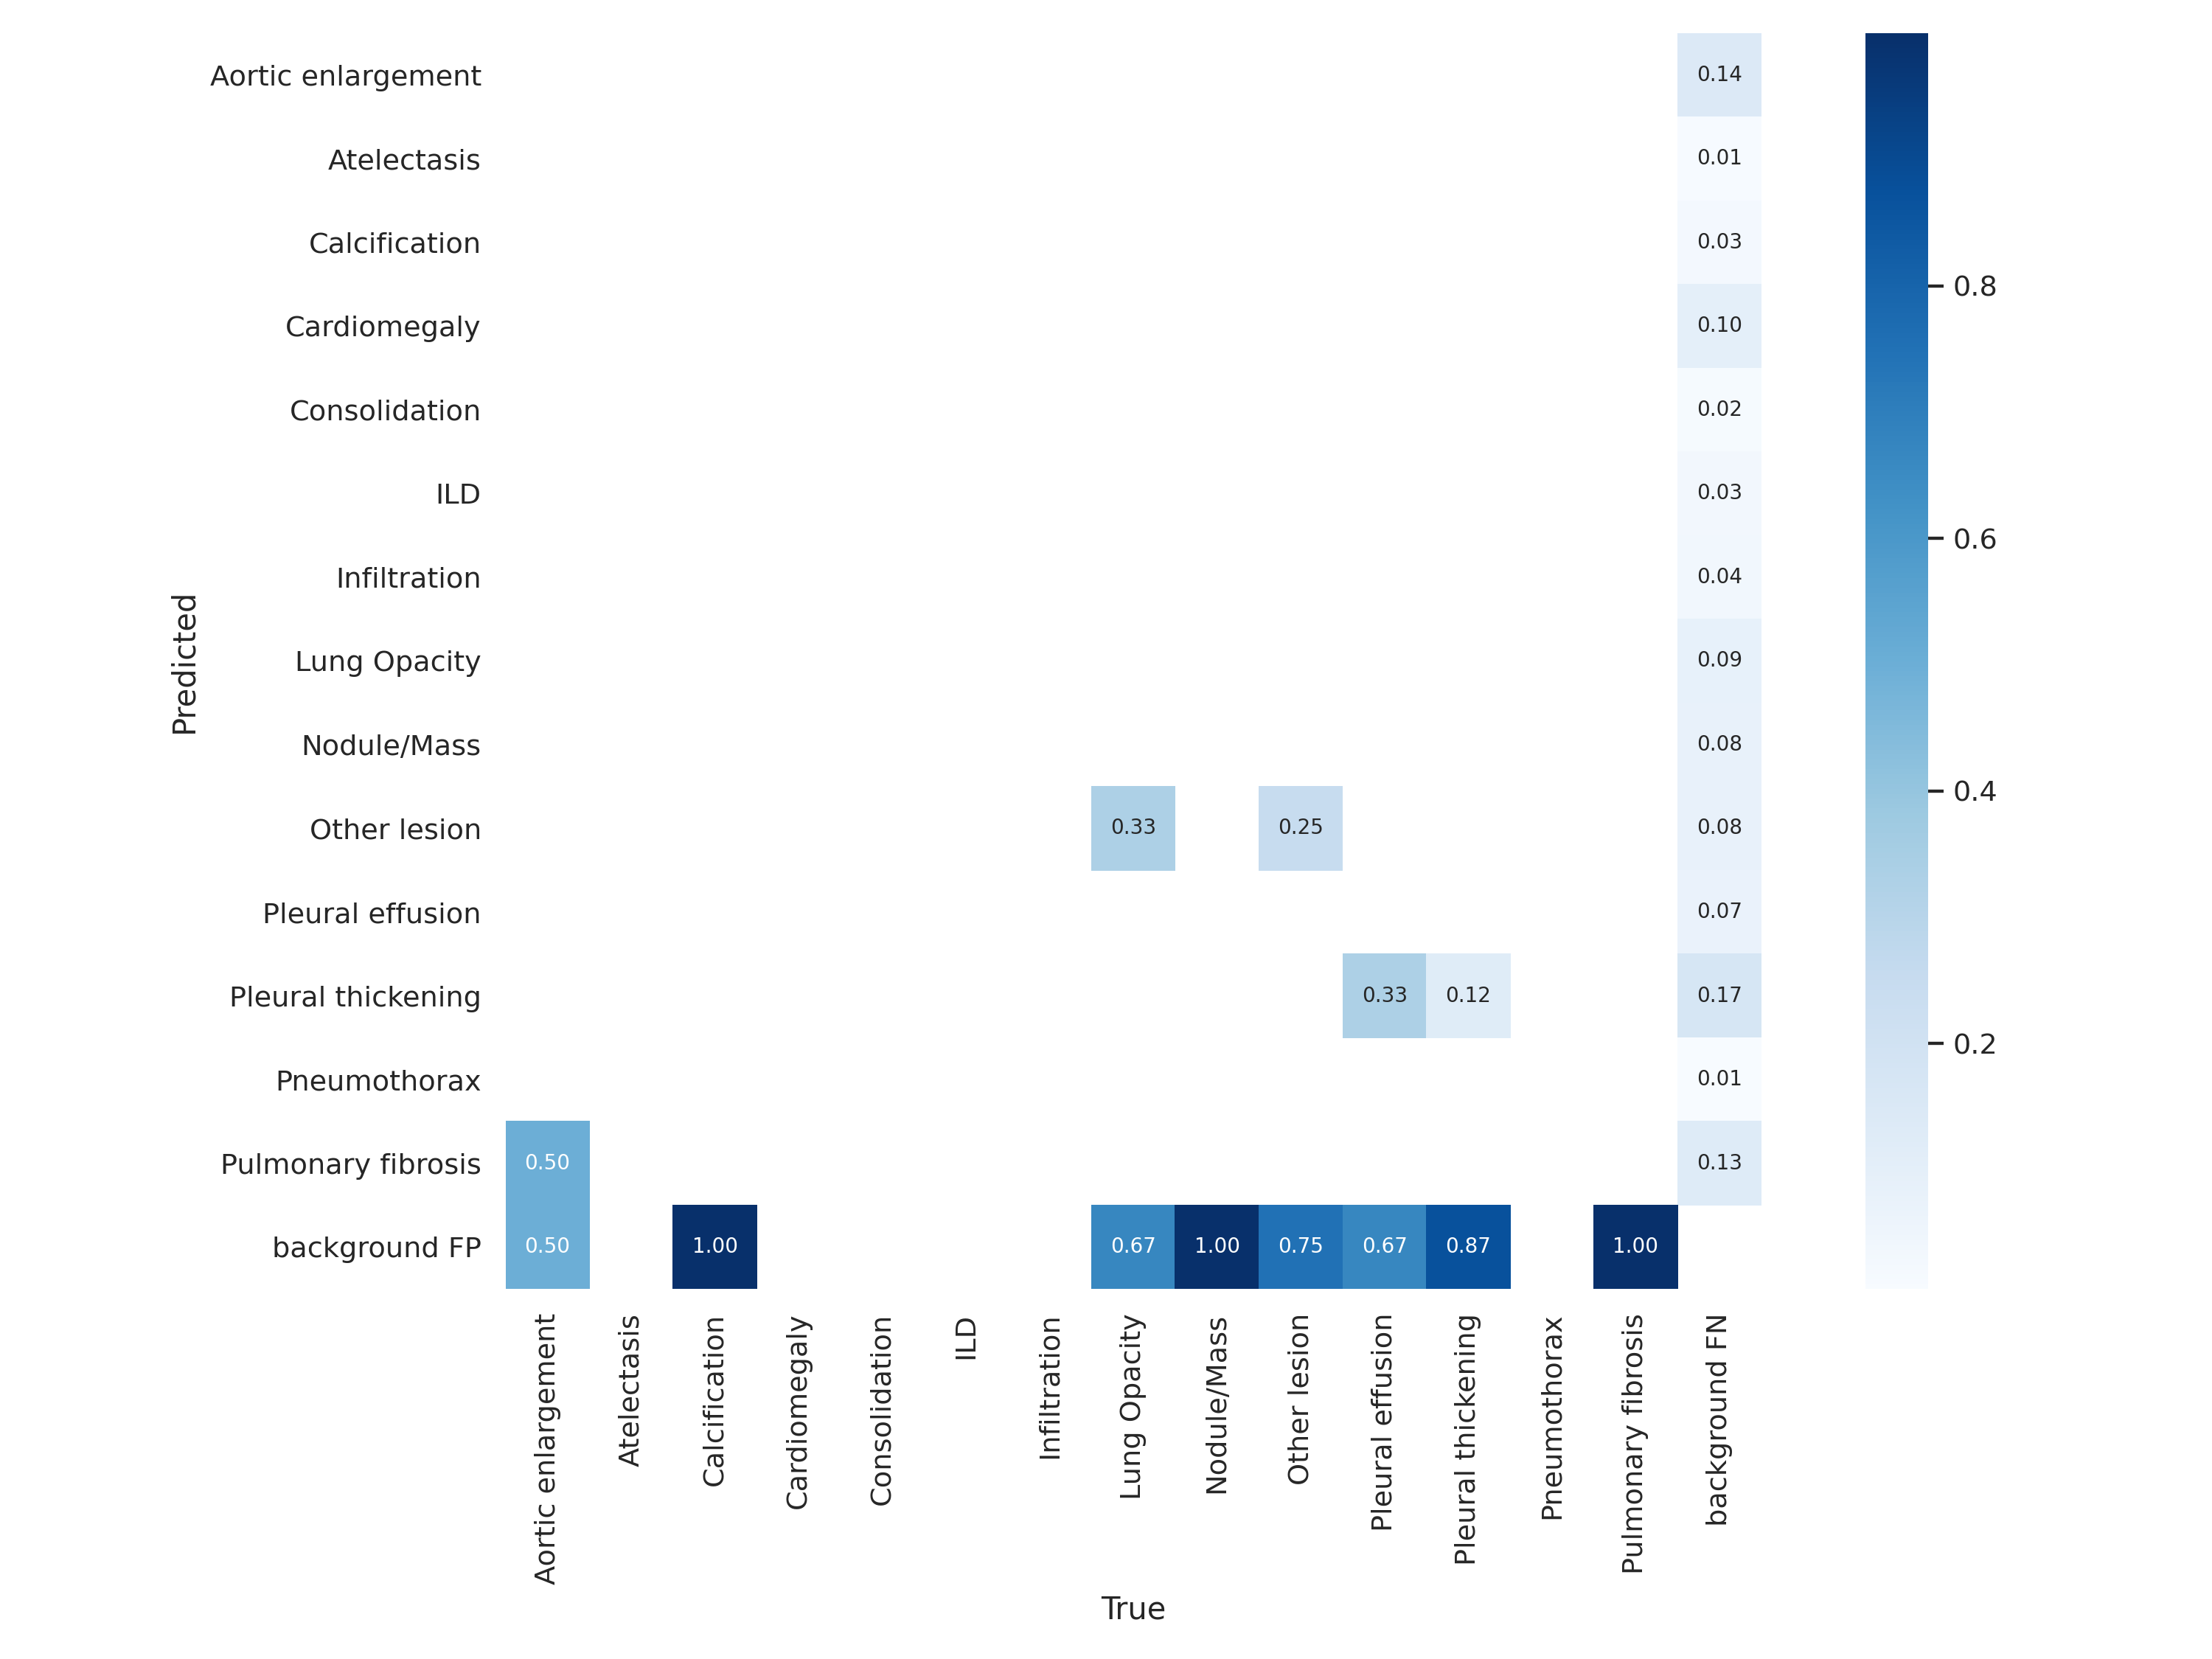 Aortic enlargement 0.14
Atelectasis 0.01
Calcification 0.03
Cardiomegaly 0.10
Consolidation 0.02
ILD 0.03
Infiltration 0.04
Lung Opacity 0.09
Nodule/Mass 0.08
Other lesion 0.33 0.25 0.08
Pleural effusion 0.07
Pleural thickening 0.33 0.12 0.17
Pneumothorax 0.01
Pulmonary fibrosis 0.50 0.13
background FP 0.50 1.00 0.67 1.00 0.75 0.67 0.87 1.00
Predicted
Aortic enlargement
Atelectasis
Calcification
Cardiomegaly
Consolidation
ILD
Infiltration
Lung Opacity
Nodule/Mass
Other lesion
Pleural effusion
Pleural thickening
Pneumothorax
Pulmonary fibrosis
background FN
True
0.8
0.6
0.4
0.2